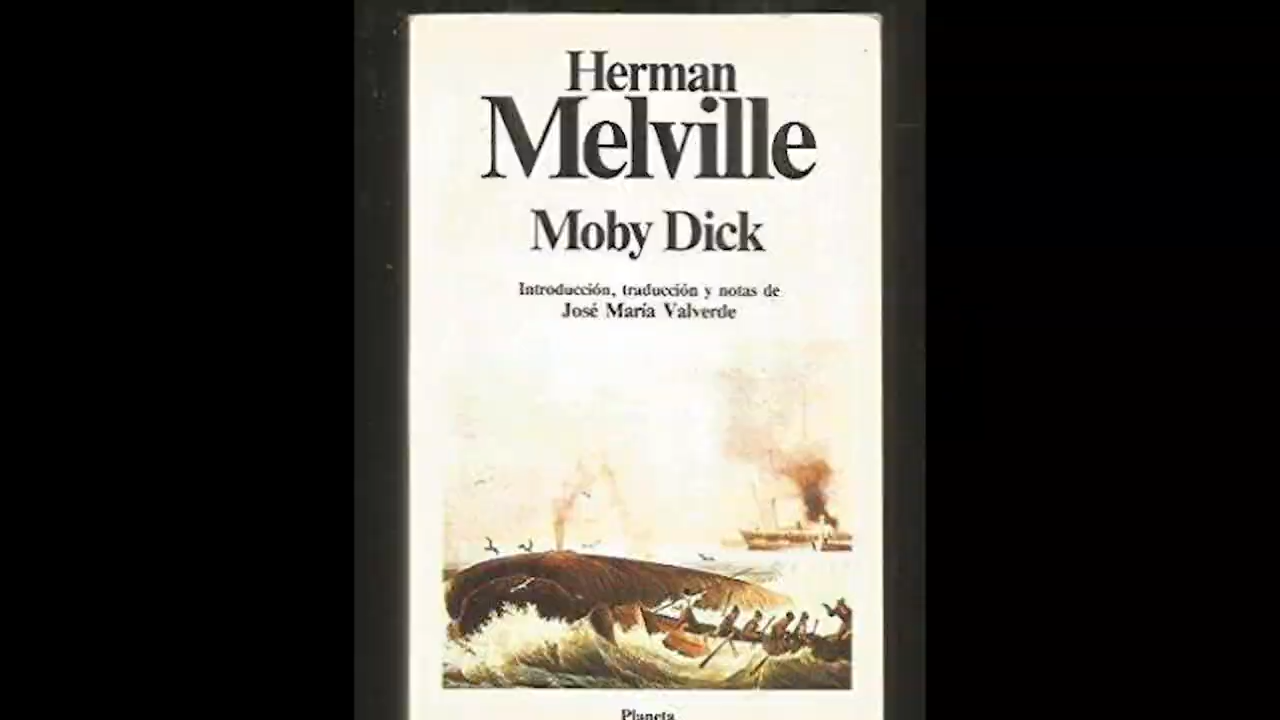 Herman
Melville
Moby Dick
Introducción, traducción y notas de
José María Valverde
Planeta